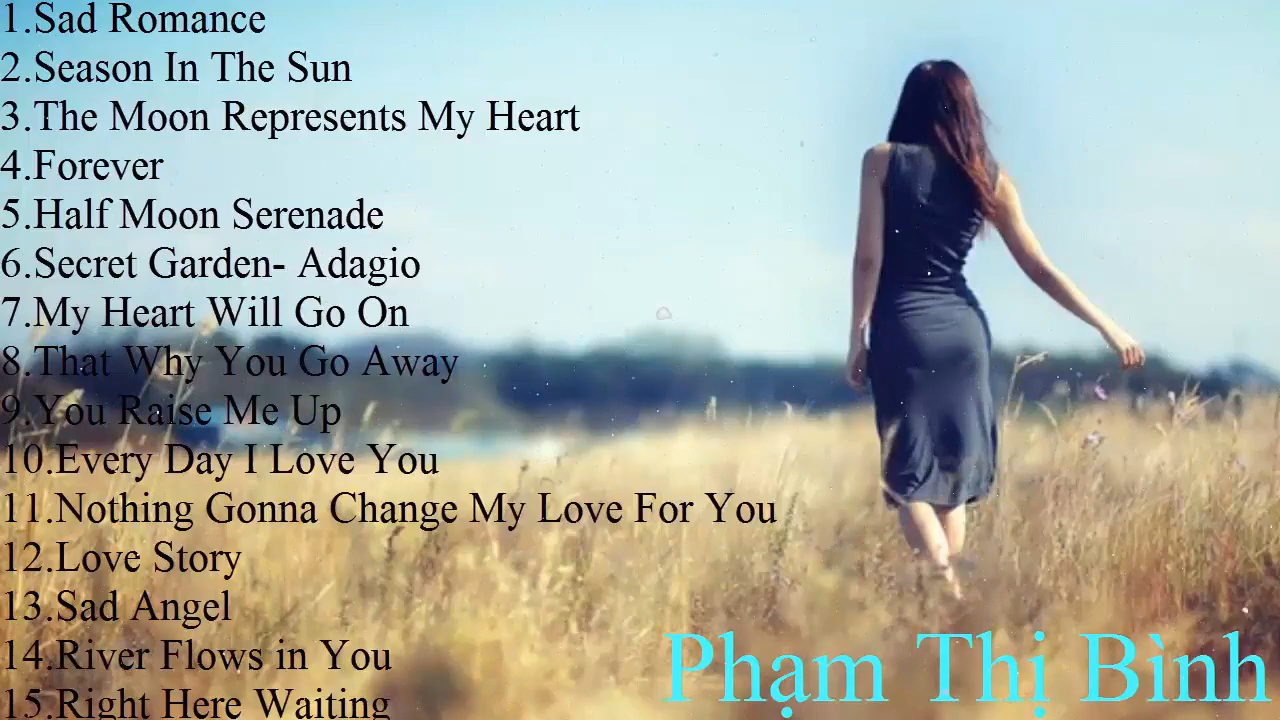 1.Sad Romance
2.Season In The Sun
3.The Moon Represents My Heart
4.Forever
5.Half Moon Serenade
6.Secret Garden- Adagio
7.My Heart Will Go On
8.That Why You Go Away
9.You Raise Me Up
10.Every Day I Love You
11.Nothing Gonna Change My Love For You
12.Love Story
13.Sad Angel
14.River Flows in You
15.Right Here Waiting
Phạm Thị Bình